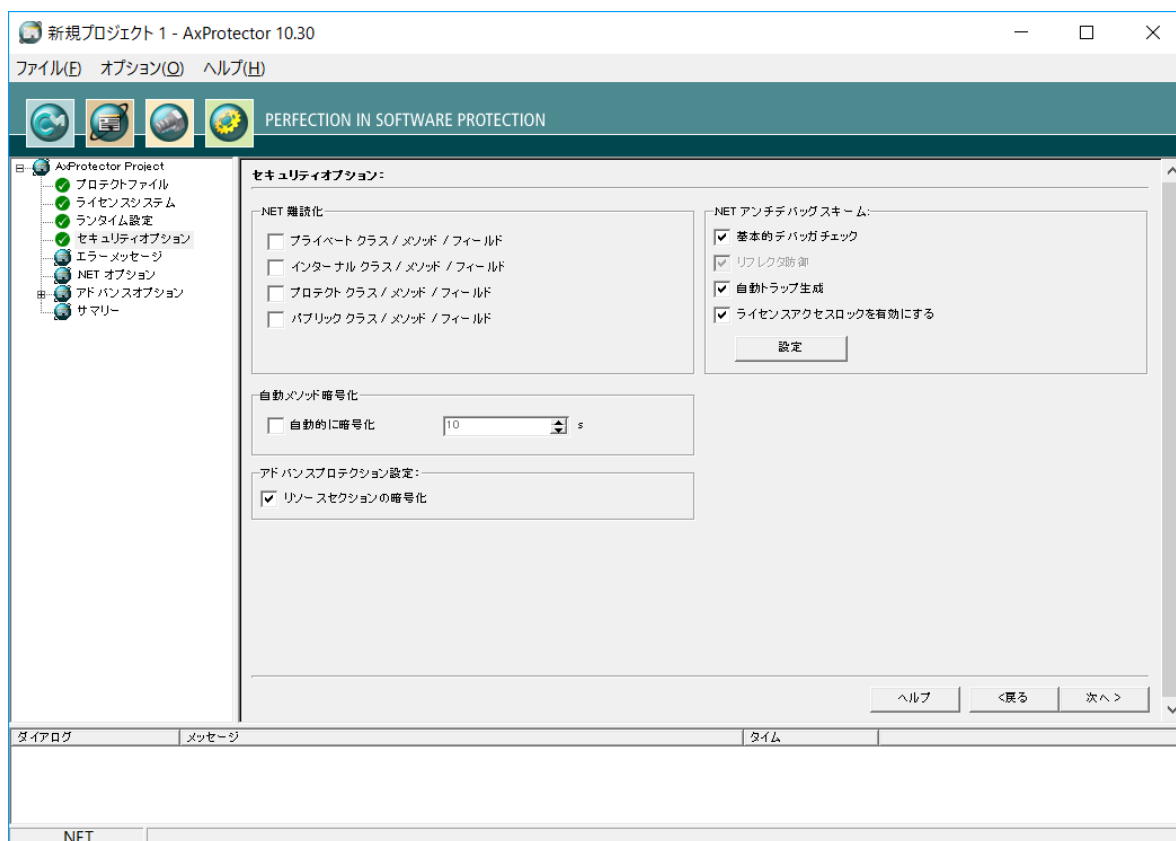 新規プロジェクト 1 - AxProtector 10.30
ファイル(F) オプション(O) ヘルプ(H)
PERFECTION IN SOFTWARE PROTECTION
AxProtector Project
プロテクトファイル
ライセンスシステム
ランタイム設定
セキュリティオプション
エラーメッセージ
NET オプション
アドバンスオプション
サマリー
セキュリティオプション:
NET 難読化
プライベート クラス / メソッド / フィールド
インターナル クラス / メソッド / フィールド
プロテクト クラス / メソッド / フィールド
パブリック クラス / メソッド / フィールド
NET アンチデバッグスキーム:
基本的デバッガチェック
リフレクタ防御
自動トラップ生成
ライセンスアクセスロックを有効にする
設定
自動メソッド暗号化
自動的に暗号化 10 s
アドバンスプロテクション設定:
リソースセクションの暗号化
ヘルプ <戻る 次へ >
ダイアログ メッセージ タイム
NET